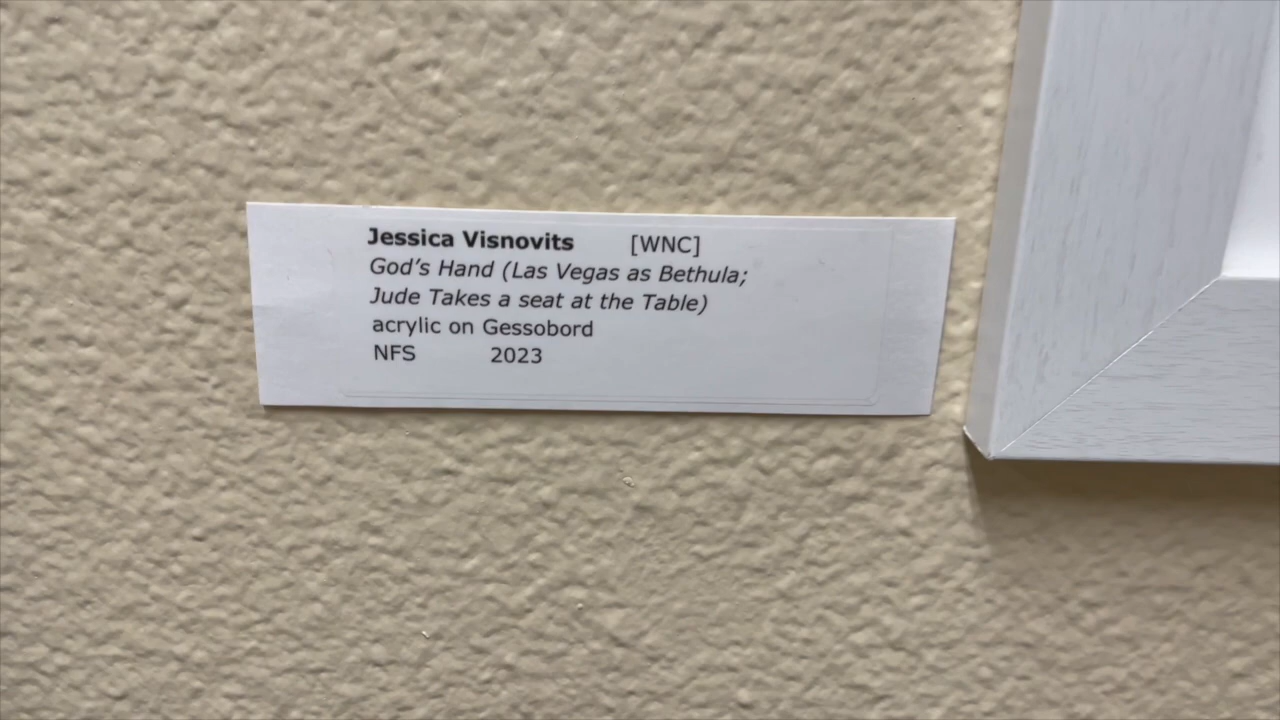 Jessica Visnovits [WNC]
God's Hand (Las Vegas as Bethula;
Jude Takes a seat at the Table)
acrylic on Gessobord
NFS 2023